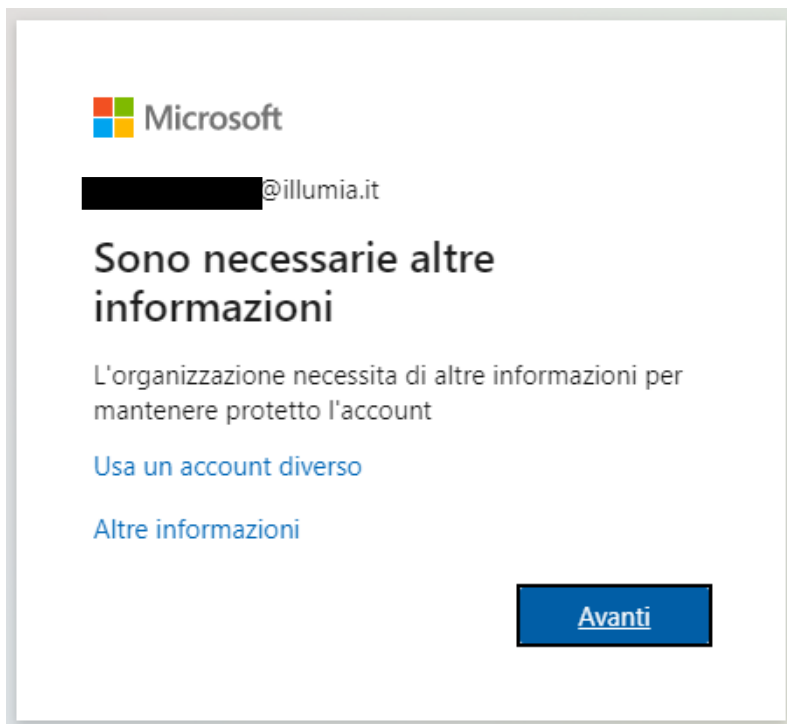 Microsoft
@illumia.it
Sono necessarie altre
informazioni
L'organizzazione necessita di altre informazioni per
mantenere protetto l'account
Usa un account diverso
Altre informazioni
Avanti